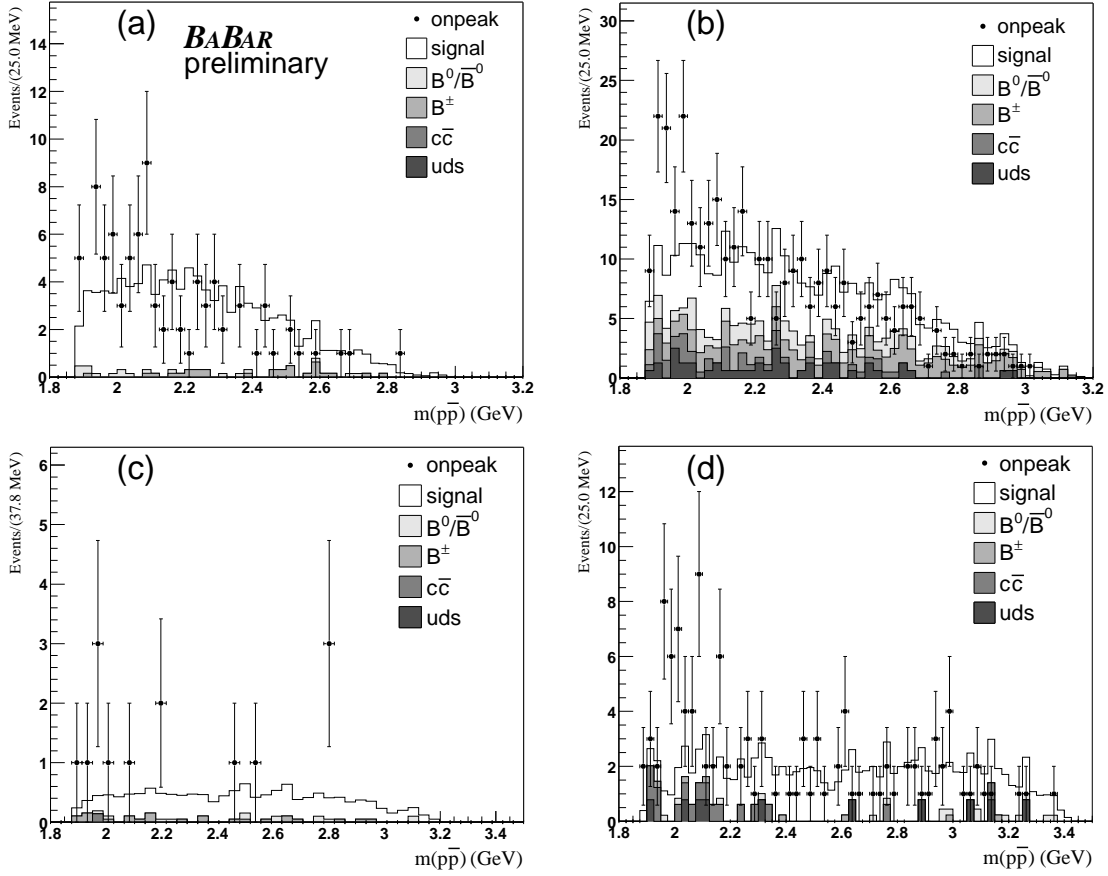 (a)
BABAR
preliminary
onpeak
signal
B⁰/B̅⁰
B±
cc̅
uds
Events/(25.0 MeV)
14
12
10
8
6
4
2
0
1.8 2 2.2 2.4 2.6 2.8 3 3.2
m(pp̅) (GeV)
(b)
onpeak
signal
B⁰/B̅⁰
B±
cc̅
uds
Events/(25.0 MeV)
30
25
20
15
10
5
0
1.8 2 2.2 2.4 2.6 2.8 3 3.2
m(pp̅) (GeV)
(c)
onpeak
signal
B⁰/B̅⁰
B±
cc̅
uds
Events/(37.8 MeV)
6
5
4
3
2
1
0
1.8 2 2.2 2.4 2.6 2.8 3 3.2 3.4
m(pp̅) (GeV)
(d)
onpeak
signal
B⁰/B̅⁰
B±
cc̅
uds
Events/(25.0 MeV)
12
10
8
6
4
2
0
1.8 2 2.2 2.4 2.6 2.8 3 3.2 3.4
m(pp̅) (GeV)